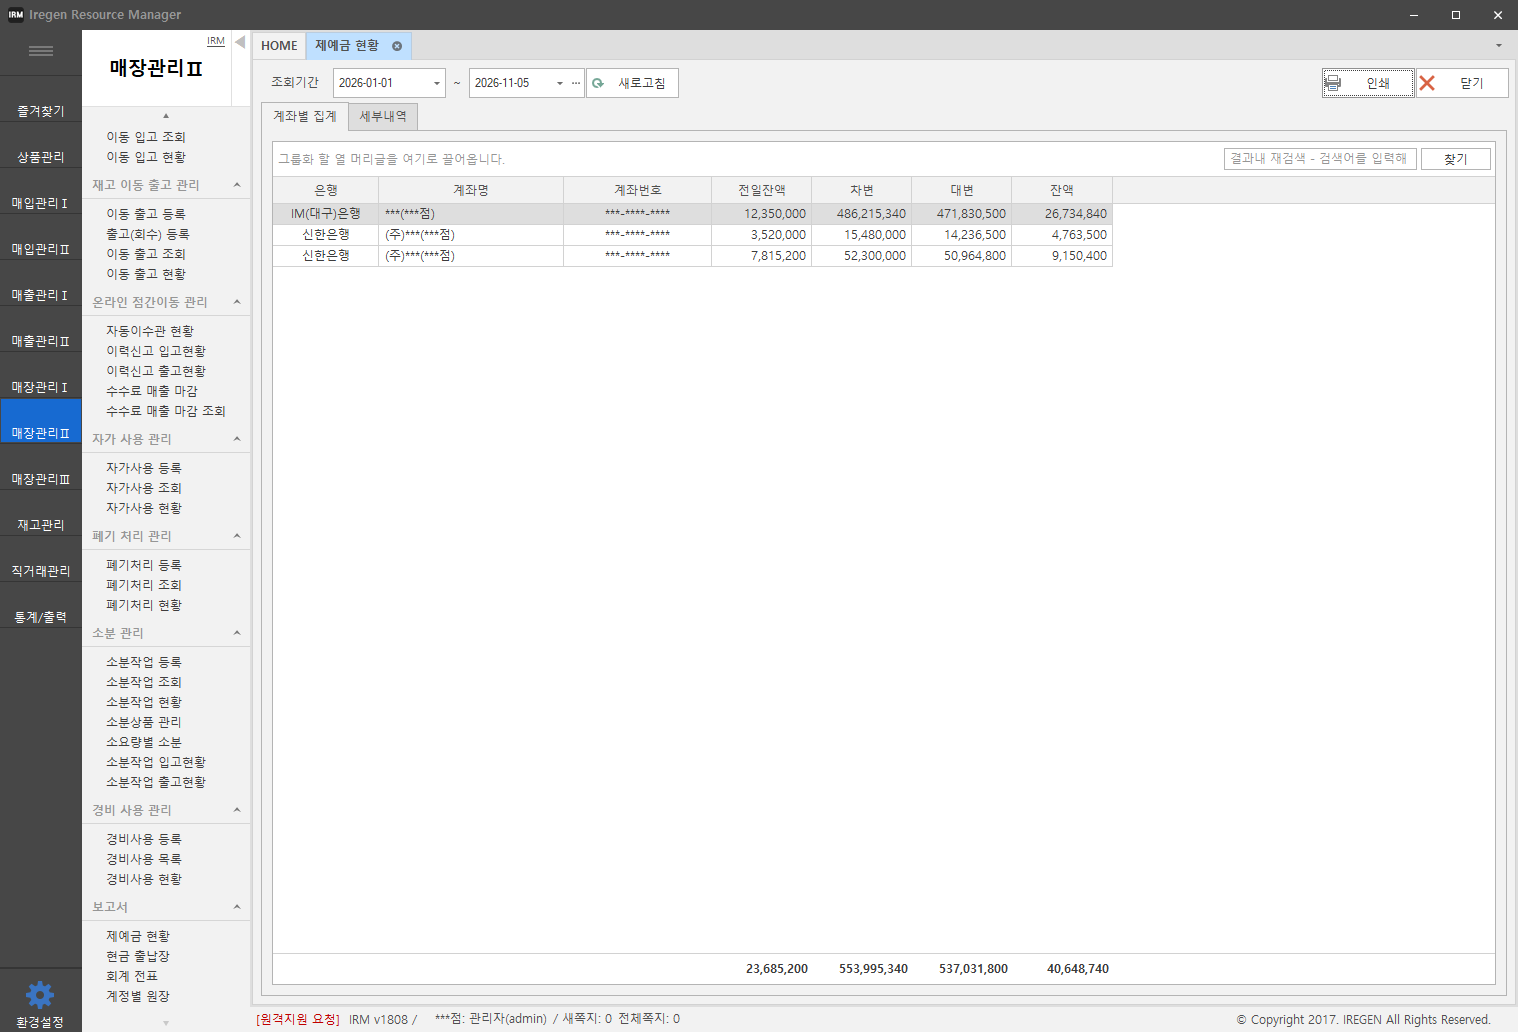 IRM Iregen Resource Manager
즐겨찾기
상품관리
매입관리Ⅰ
매입관리Ⅱ
매출관리Ⅰ
매출관리Ⅱ
매장관리Ⅰ
매장관리Ⅱ
매장관리Ⅲ
재고관리
직거래관리
통계/출력
환경설정
IRM
매장관리Ⅱ
이동 입고 조회
이동 입고 현황
재고 이동 출고 관리
이동 출고 등록
출고(회수) 등록
이동 출고 조회
이동 출고 현황
온라인 점간이동 관리
자동이수관 현황
이력신고 입고현황
이력신고 출고현황
수수료 매출 마감
수수료 매출 마감 조회
자가 사용 관리
자가사용 등록
자가사용 조회
자가사용 현황
폐기 처리 관리
폐기처리 등록
폐기처리 조회
폐기처리 현황
소분 관리
소분작업 등록
소분작업 조회
소분작업 현황
소분상품 관리
소요량별 소분
소분작업 입고현황
소분작업 출고현황
경비 사용 관리
경비사용 등록
경비사용 목록
경비사용 현황
보고서
제예금 현황
현금 출납장
회계 전표
계정별 원장
HOME 제예금 현황
조회기간 2026-01-01 ~ 2026-11-05 ... 새로고침 인쇄 닫기
계좌별 집계 세부내역
그룹화 할 열 머리글을 여기로 끌어옵니다. 결과내 재검색 - 검색어를 입력해 찾기
은행 계좌명 계좌번호 전일잔액 차변 대변 잔액
IM(대구)은행 ***(***점) ***-****-**** 12,350,000 486,215,340 471,830,500 26,734,840
신한은행 (주)***(***점) ***-****-**** 3,520,000 15,480,000 14,236,500 4,763,500
신한은행 (주)***(***점) ***-****-**** 7,815,200 52,300,000 50,964,800 9,150,400
23,685,200 553,995,340 537,031,800 40,648,740
[원격지원 요청] IRM v1808 / ***점: 관리자(admin) / 새쪽지: 0 전체쪽지: 0 © Copyright 2017. IREGEN All Rights Reserved.